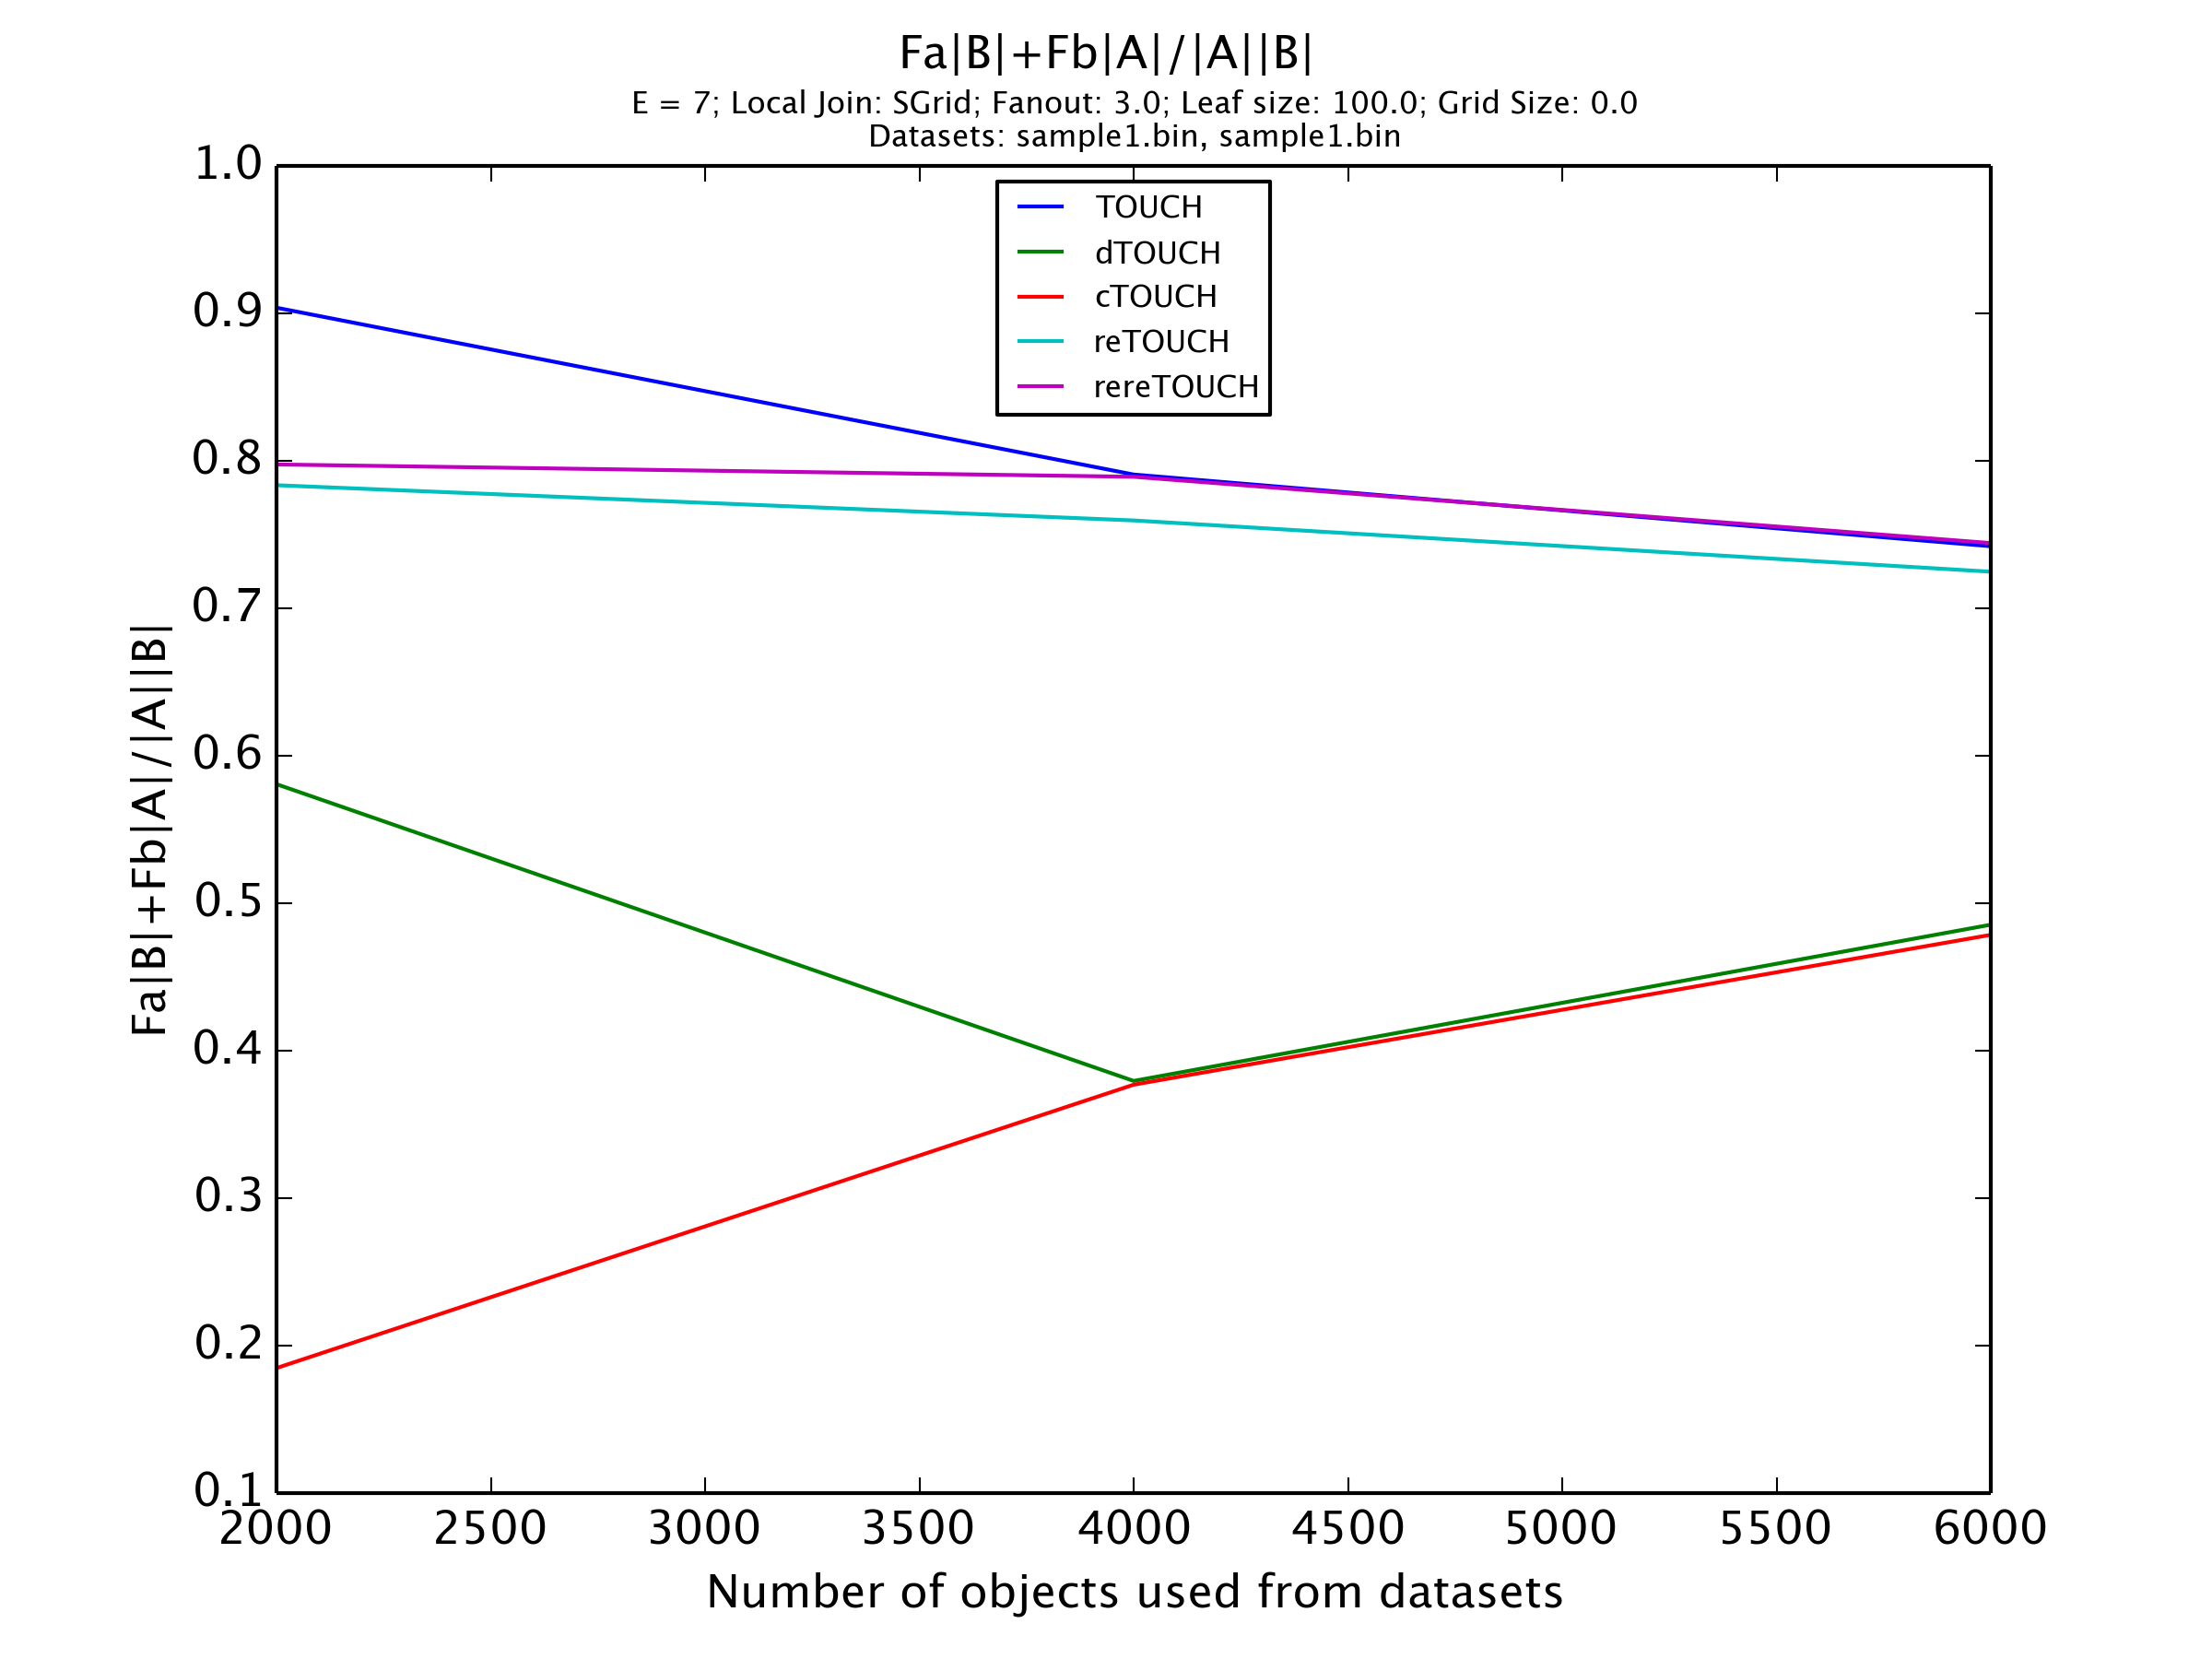 Fa|B|+Fb|A|/|A||B|
E = 7; Local Join: SGrid; Fanout: 3.0; Leaf size: 100.0; Grid Size: 0.0
Datasets: sample1.bin, sample1.bin
TOUCH
dTOUCH
cTOUCH
reTOUCH
rereTOUCH
Fa|B|+Fb|A|/|A||B|
1.0
0.9
0.8
0.7
0.6
0.5
0.4
0.3
0.2
0.1
2000 2500 3000 3500 4000 4500 5000 5500 6000
Number of objects used from datasets